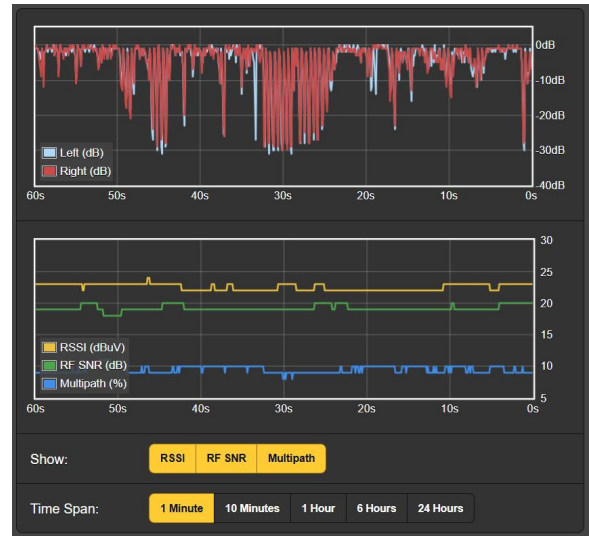 0dB
-10dB
-20dB
-30dB
-40dB
Left (dB)
Right (dB)
60s 50s 40s 30s 20s 10s 0s
30
25
20
15
10
5
RSSI (dBuV)
RF SNR (dB)
Multipath (%)
60s 50s 40s 30s 20s 10s 0s
Show: RSSI RF SNR Multipath
Time Span: 1 Minute 10 Minutes 1 Hour 6 Hours 24 Hours